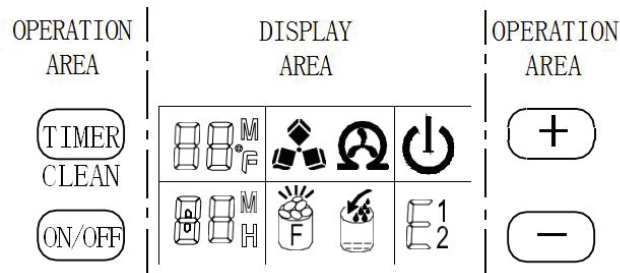 OPERATION AREA
DISPLAY AREA
OPERATION AREA
TIMER
CLEAN
ON/OFF
88 M °F
88 M H
F
E 1 2
+
−